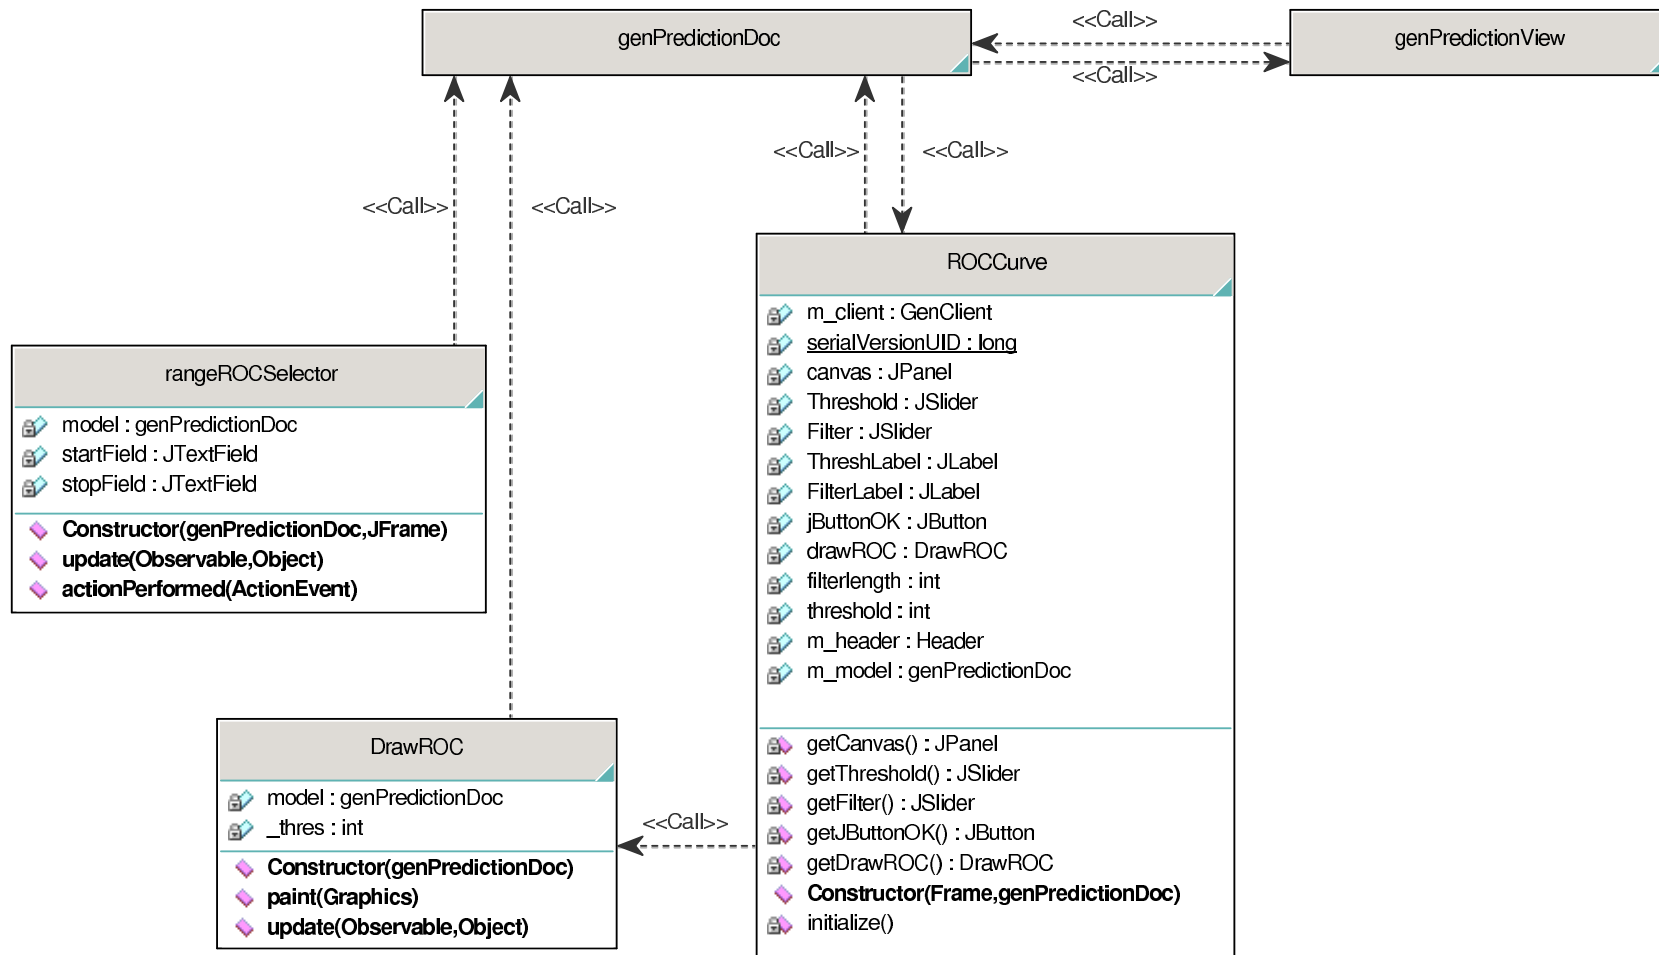 genPredictionDoc
<<Call>>
genPredictionView
<<Call>>
<<Call>>
<<Call>>
<<Call>>
<<Call>>
ROCCurve
m_client : GenClient
serialVersionUID : long
canvas : JPanel
Threshold : JSlider
Filter : JSlider
ThreshLabel : JLabel
FilterLabel : JLabel
jButtonOK : JButton
drawROC : DrawROC
filterlength : int
threshold : int
m_header : Header
m_model : genPredictionDoc
getCanvas() : JPanel
getThreshold() : JSlider
getFilter() : JSlider
getJButtonOK() : JButton
getDrawROC() : DrawROC
Constructor(Frame,genPredictionDoc)
initialize()
rangeROCSelector
model : genPredictionDoc
startField : JTextField
stopField : JTextField
Constructor(genPredictionDoc,JFrame)
update(Observable,Object)
actionPerformed(ActionEvent)
DrawROC
model : genPredictionDoc
_thres : int
Constructor(genPredictionDoc)
paint(Graphics)
update(Observable,Object)
<<Call>>